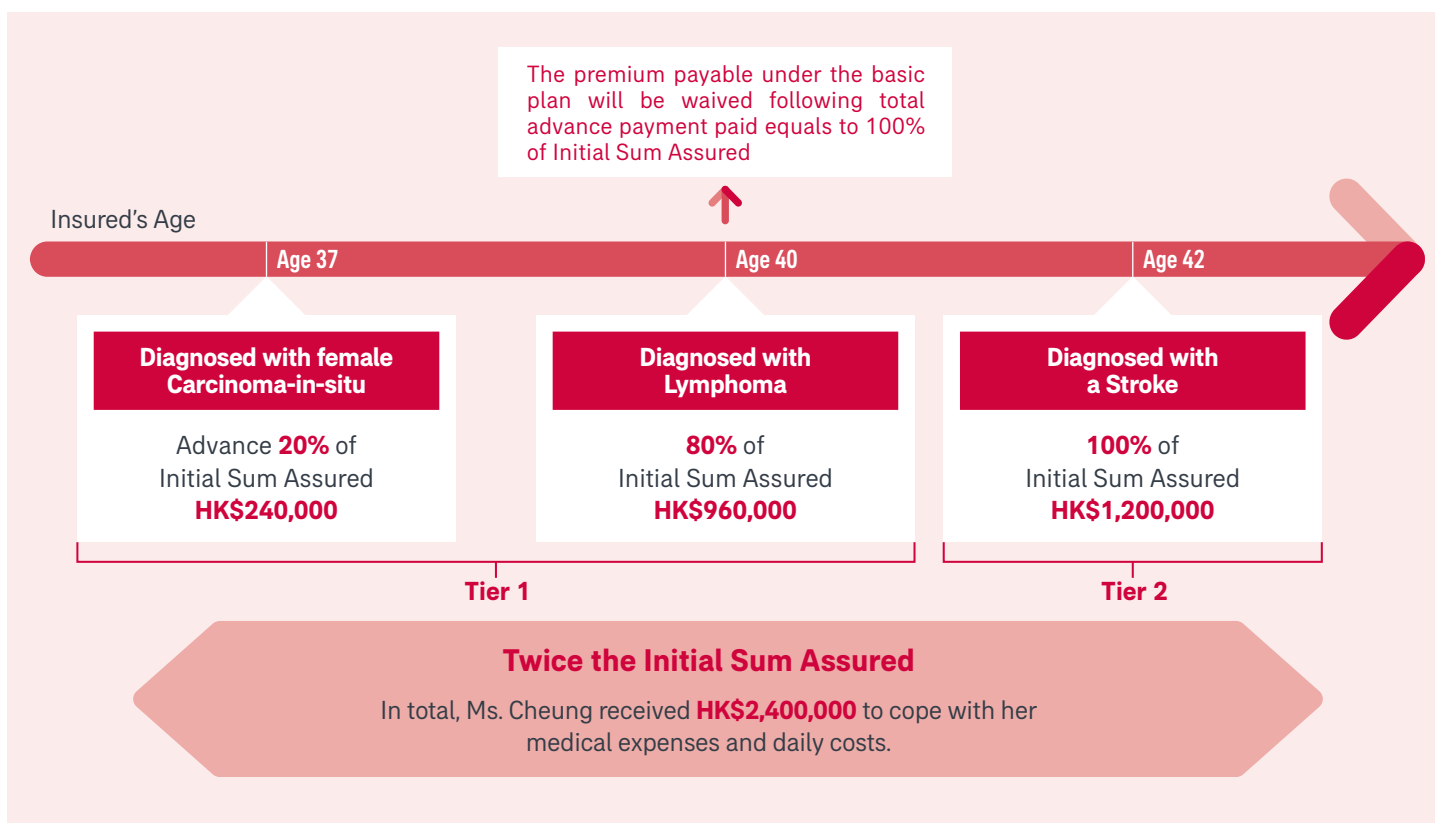 The premium payable under the basic
plan will be waived following total
advance payment paid equals to 100%
of Initial Sum Assured
Insured's Age
Age 37
Age 40
Age 42
Diagnosed with female
Carcinoma-in-situ
Advance 20% of
Initial Sum Assured
HK$240,000
Diagnosed with
Lymphoma
80% of
Initial Sum Assured
HK$960,000
Diagnosed with
a Stroke
100% of
Initial Sum Assured
HK$1,200,000
Tier 1
Tier 2
Twice the Initial Sum Assured
In total, Ms. Cheung received HK$2,400,000 to cope with her
medical expenses and daily costs.